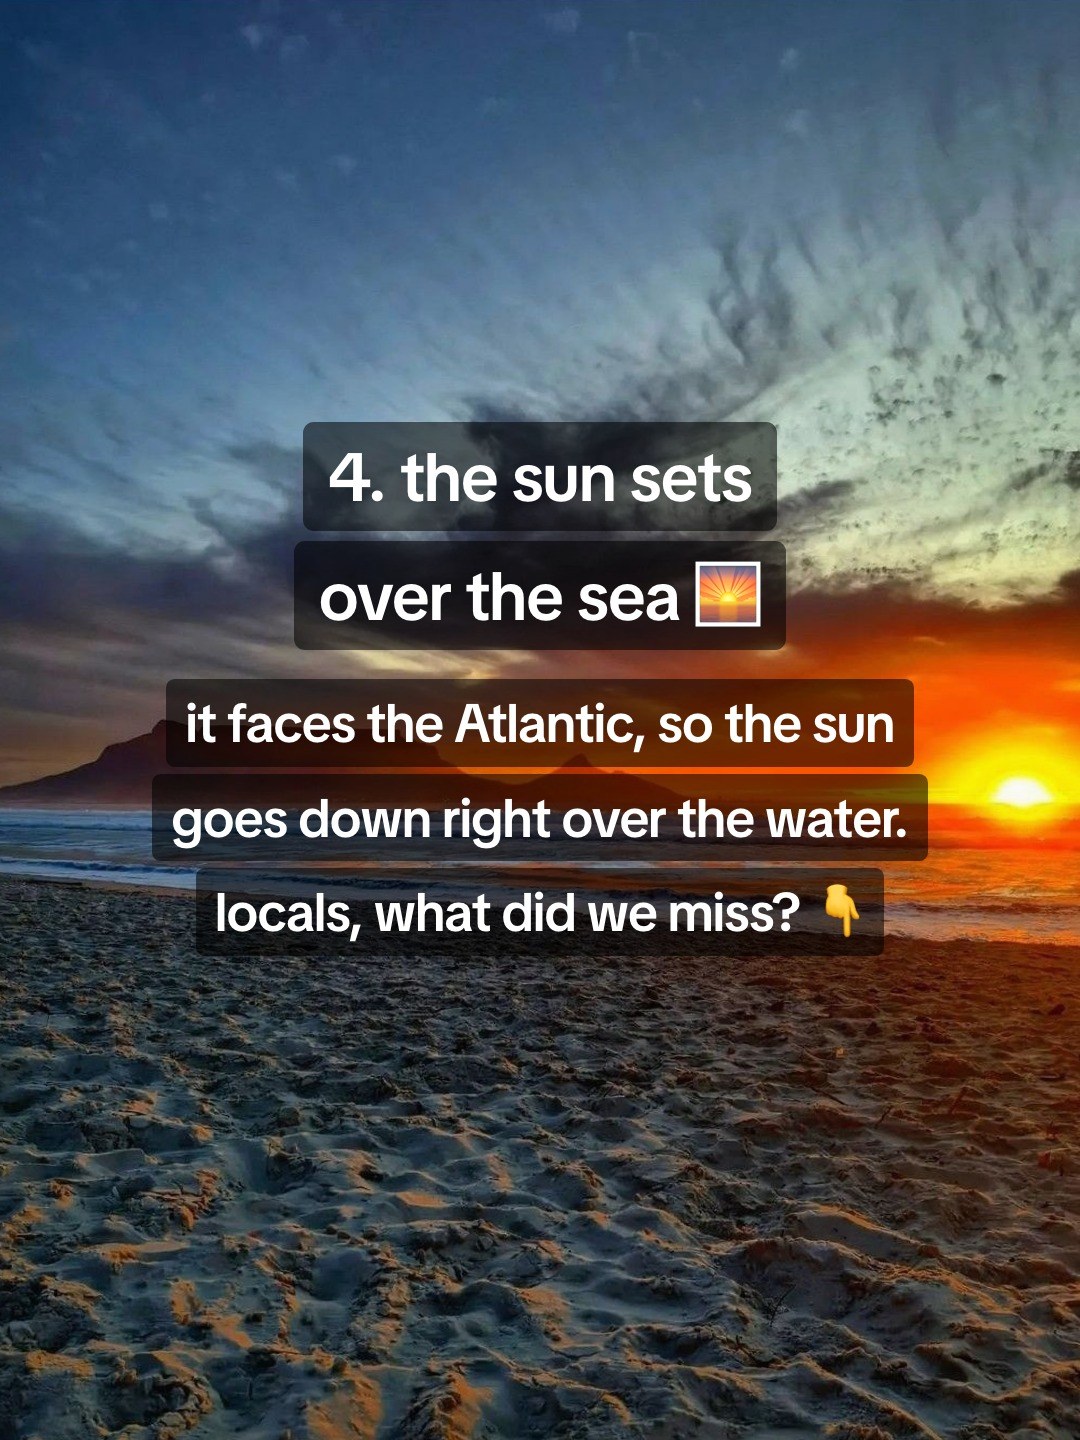 4. the sun sets
over the sea 🌅
it faces the Atlantic, so the sun
goes down right over the water.
locals, what did we miss? 👇